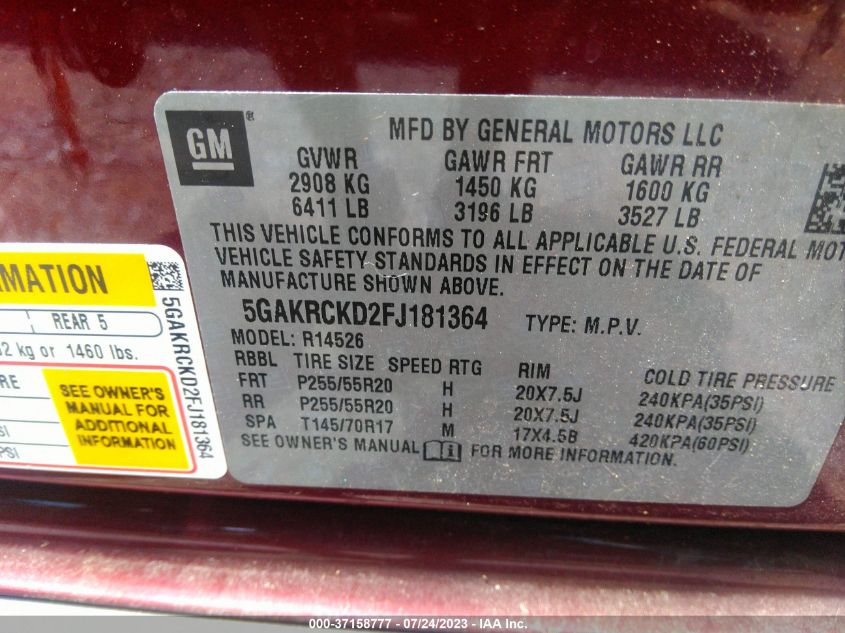 GM ®
MFD BY GENERAL MOTORS LLC
GVWR GAWR FRT GAWR RR
2908 KG 1450 KG 1600 KG
6411 LB 3196 LB 3527 LB
THIS VEHICLE CONFORMS TO ALL APPLICABLE U.S. FEDERAL MOT
VEHICLE SAFETY STANDARDS IN EFFECT ON THE DATE OF
MANUFACTURE SHOWN ABOVE.
5GAKRCKD2FJ181364 TYPE: M.P.V.
MODEL: R14526
RBBL TIRE SIZE SPEED RTG RIM COLD TIRE PRESSURE
FRT P255/55R20 H 20X7.5J 240KPA(35PSI)
RR P255/55R20 H 20X7.5J 240KPA(35PSI)
SPA T145/70R17 M 17X4.5B 420KPA(60PSI)
SEE OWNER'S MANUAL FOR MORE INFORMATION.
RMATION
REAR 5
2 kg or 1460 lbs.
RE
SEE OWNER'S
MANUAL FOR
ADDITIONAL
INFORMATION
SI
PSI
5GAKRCKD2FJ181364
000-37158777 - 07/24/2023 - © COPYRIGHT IAA, Inc.